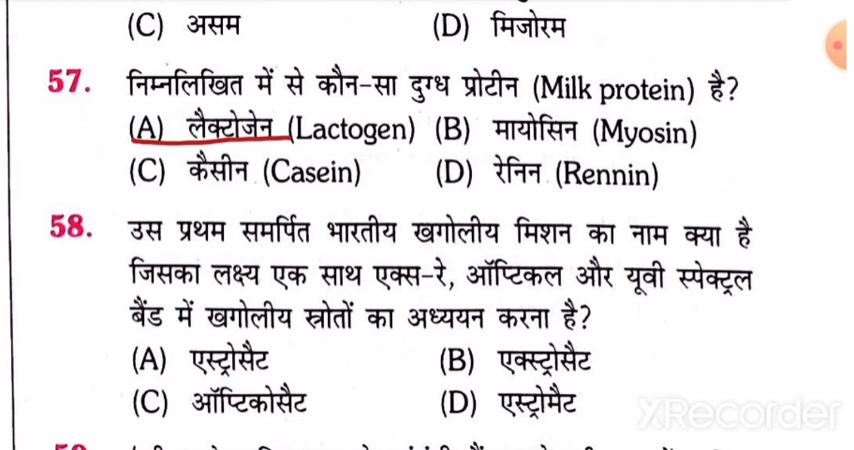 (C) असम (D) मिजोरम
57. निम्नलिखित में से कौन-सा दुग्ध प्रोटीन (Milk protein) है?
(A) लैक्टोजेन (Lactogen) (B) मायोसिन (Myosin)
(C) कैसीन (Casein) (D) रेनिन (Rennin)
58. उस प्रथम समर्पित भारतीय खगोलीय मिशन का नाम क्या है
जिसका लक्ष्य एक साथ एक्स-रे, ऑप्टिकल और यूवी स्पेक्ट्रल
बैंड में खगोलीय स्रोतों का अध्ययन करना है?
(A) एस्ट्रोसैट (B) एक्स्ट्रोसैट
(C) ऑप्टिकोसैट (D) एस्ट्रोमैट
XRecorder